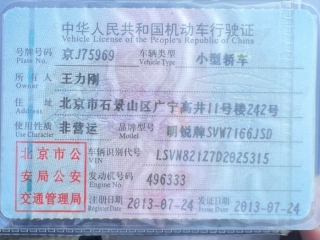 中华人民共和国机动车行驶证
Vehicle License of the People's Republic of China
号牌号码 京J75969 车辆类型 小型轿车
Plate No. Vehicle Type
所有人 王力刚
Owner
住址 北京市石景山区广宁高井11号楼242号
Address
使用性质 非营运 品牌型号 明锐牌SVW7166JSD
Use Character Model
北京市公 车辆识别代号 LSVWB21Z7D2025315
VIN
安局公安 发动机号码 496333
Engine No.
交通管理局 注册日期 2013-07-24 发证日期 2013-07-24
Register Date Issue Date